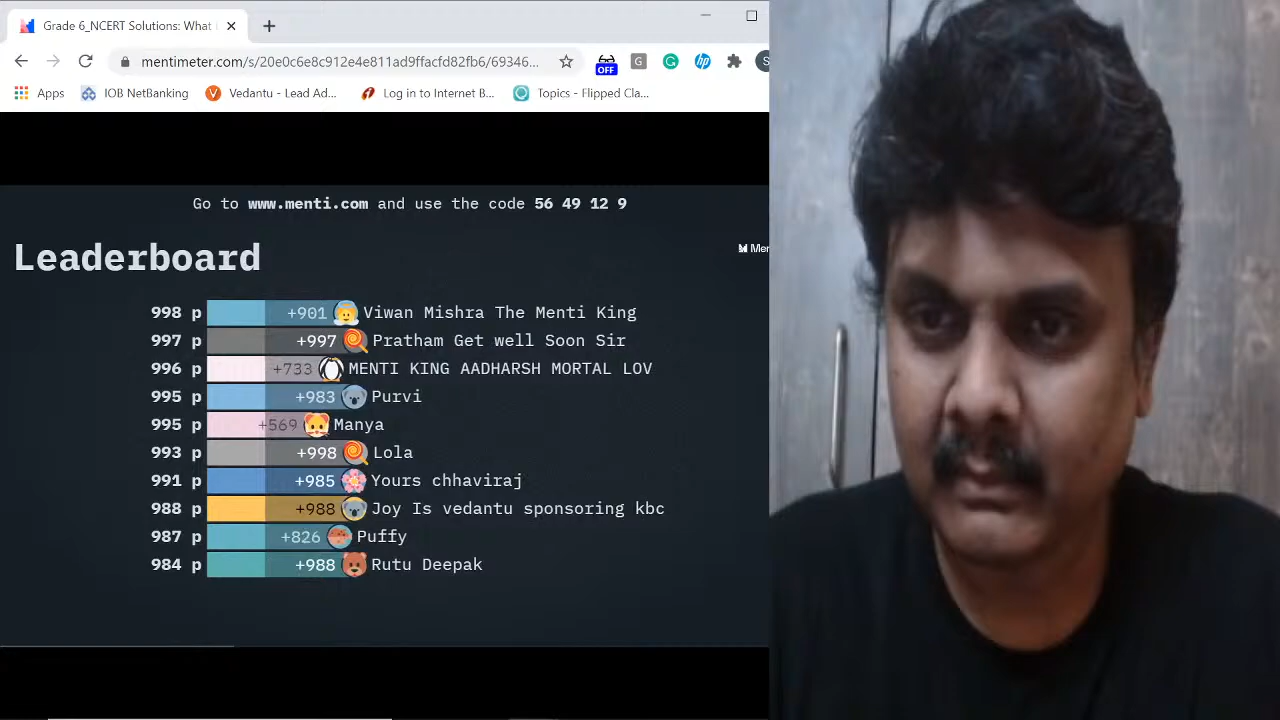 Grade 6_NCERT Solutions: What i
mentimeter.com/s/20e0c6e8c912e4e811ad9ffacfd82fb6/69346...
OFF
G
hp
S
Apps
IOB NetBanking
Vedantu - Lead Ad...
Log in to Internet B...
Topics - Flipped Cla...
Go to www.menti.com and use the code 56 49 12 9
Leaderboard
Men
998 p +901 Viwan Mishra The Menti King
997 p +997 Pratham Get well Soon Sir
996 p +733 MENTI KING AADHARSH MORTAL LOV
995 p +983 Purvi
995 p +569 Manya
993 p +998 Lola
991 p +985 Yours chhaviraj
988 p +988 Joy Is vedantu sponsoring kbc
987 p +826 Puffy
984 p +988 Rutu Deepak